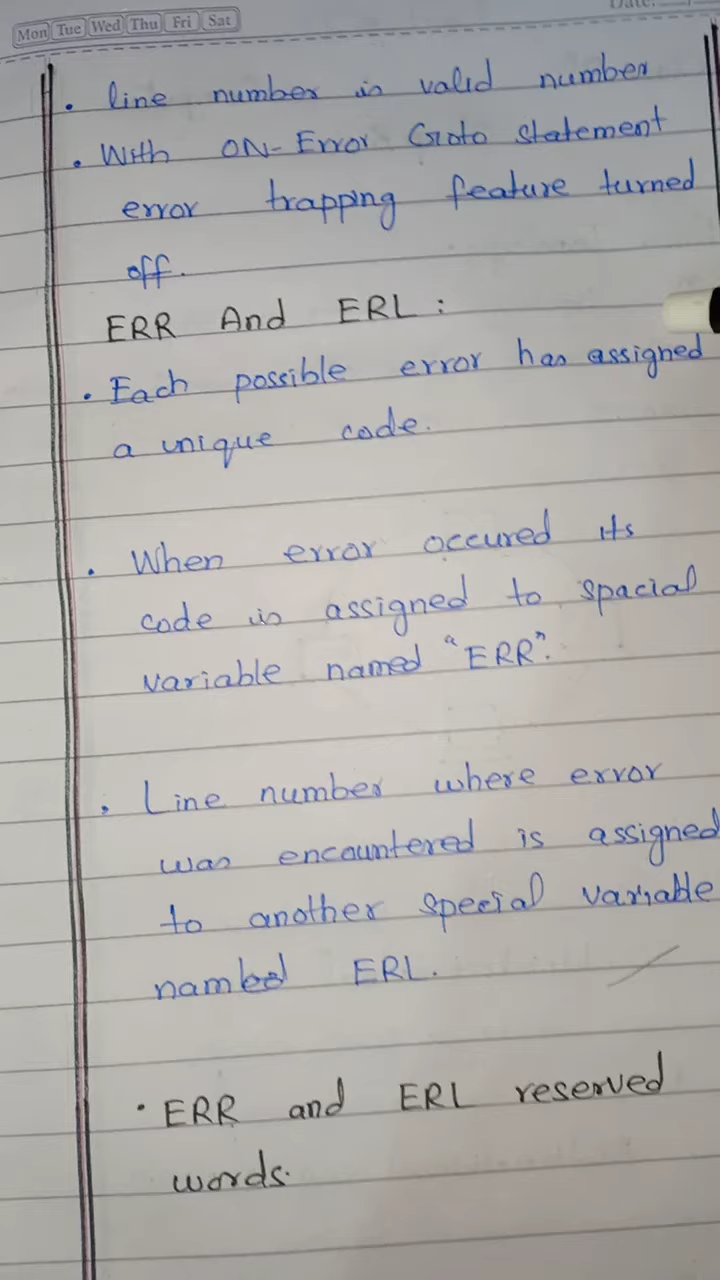 Mon Tue Wed Thu Fri Sat
Date:
• line number is valid number
• With ON-Error Goto statement
error trapping feature turned
off.
ERR And ERL :
• Each possible error has assigned
a unique code.
• When error occured its
code is assigned to spacial
variable named "ERR".
• Line number where error
was encountered is assigned
to another special variable
named ERL.
• ERR and ERL reserved
words.